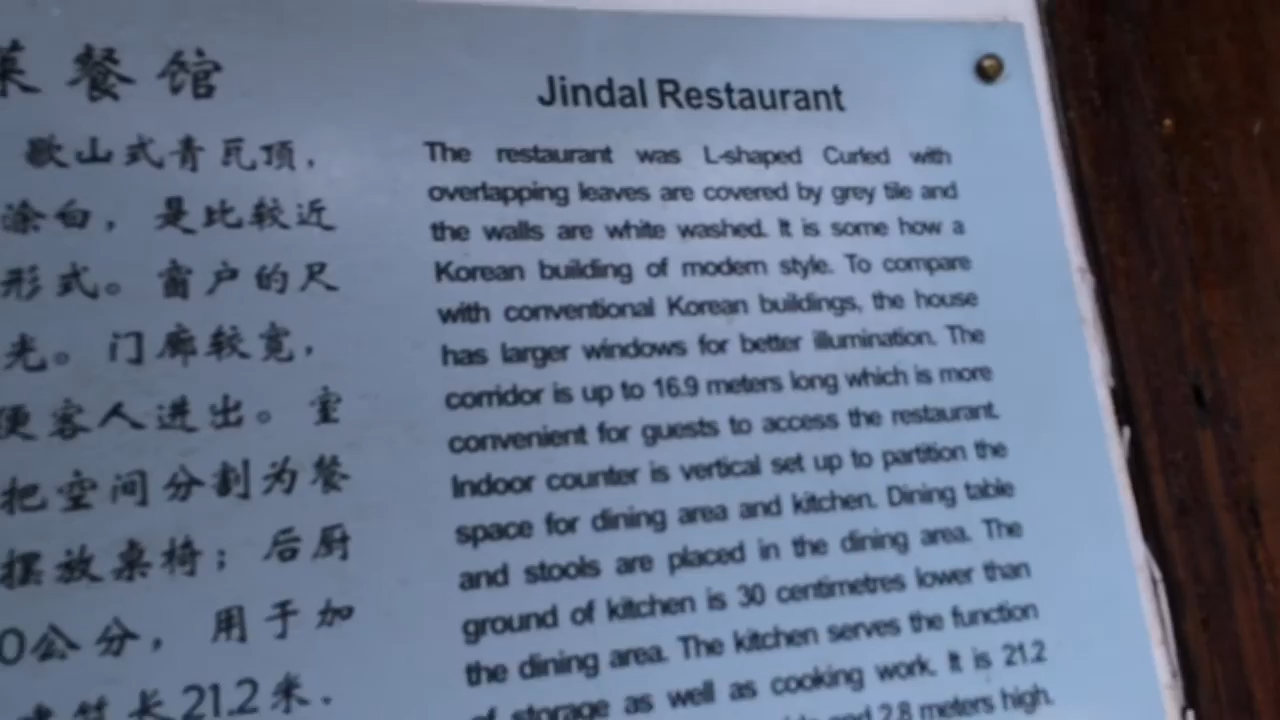 菜餐馆
歇山式青瓦顶，
涂白，是比较近
形式。窗户的尺
光。门廊较宽，
便客人进出。室
把空间分割为餐
摆放桌椅；后厨
0公分，用于加
长21.2米．
Jindal Restaurant
The restaurant was L-shaped Curled with
overlapping leaves are covered by grey tile and
the walls are white washed. It is some how a
Korean building of modern style. To compare
with conventional Korean buildings, the house
has larger windows for better illumination. The
corridor is up to 16.9 meters long which is more
convenient for guests to access the restaurant.
Indoor counter is vertical set up to partition the
space for dining area and kitchen. Dining table
and stools are placed in the dining area. The
ground of kitchen is 30 centimetres lower than
the dining area. The kitchen serves the function
of storage as well as cooking work. It is 21.2
and 2.8 meters high.